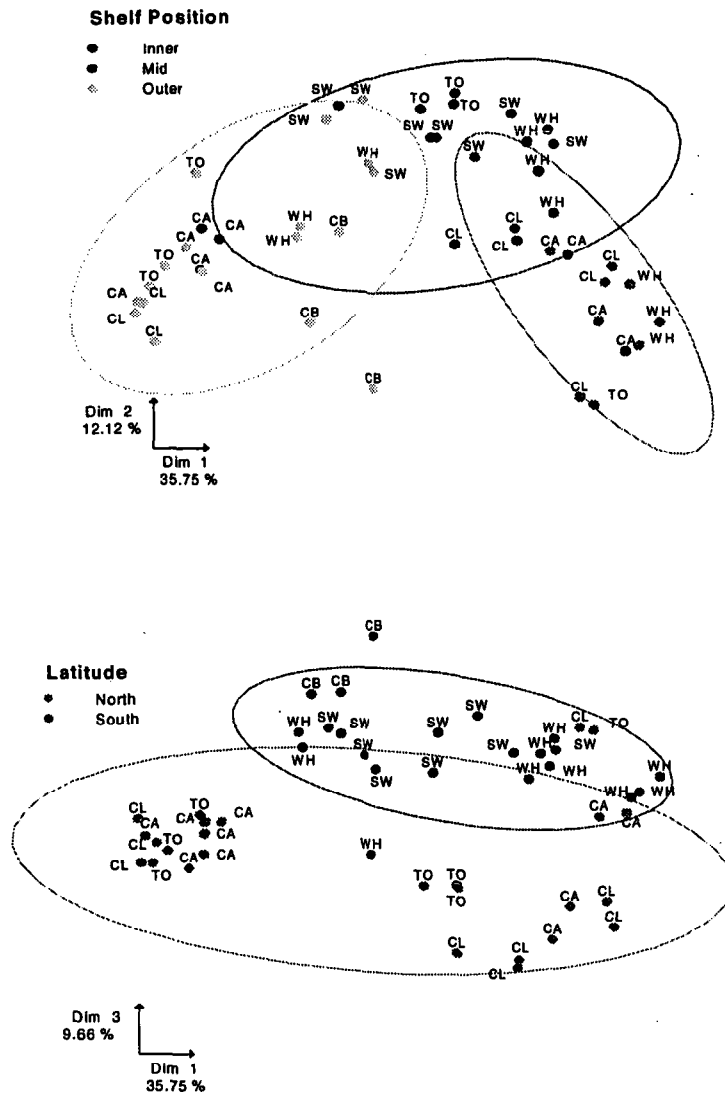 Shelf Position
Inner
Mid
Outer
TO
SW SW TO TO SW
SW SW SW WH
WH SW
TO WH SW WH
SW
CA CA WH CB CL WH
CA WH CL CL
TO CA CA CA CL
TO CA CL WH
CA CL CB CA WH
CL CL CA WH
CB CL TO
Dim 2
12.12 %
Dim 1
35.75 %
CB
Latitude
North
South
CB CB SW CL TO
WH SW SW SW WH SW
WH SW SW WH
SW SW WH WH WH
WH WH
CL TO CA CA CA
CA CA
CL TO WH CA
CL TO CA TO TO
TO CA CL
CL
CA
CL CL
CL
Dim 3
9.66 %
Dim 1
35.75 %